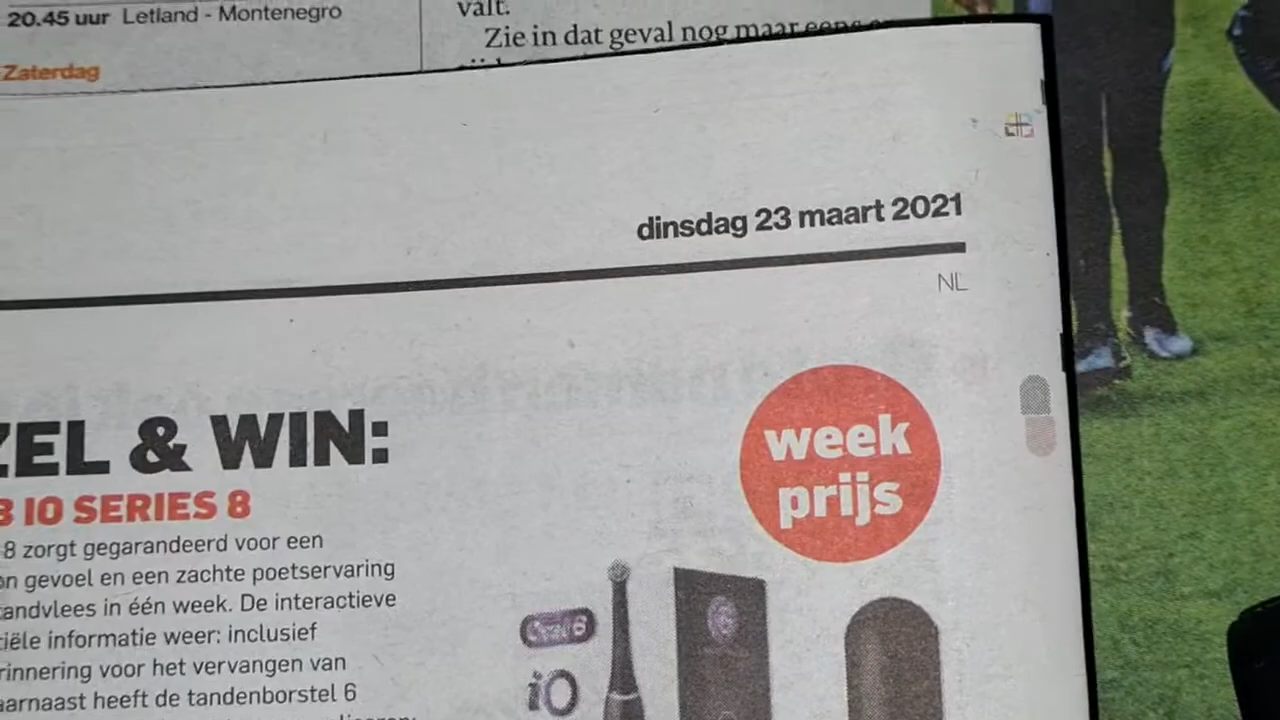 20.45 uur Letland - Montenegro
valt.
Zie in dat geval nog maar eens
Zaterdag
dinsdag 23 maart 2021
NL
ZEL & WIN:
B IO SERIES 8
8 zorgt gegarandeerd voor een
on gevoel en een zachte poetservaring
tandvlees in één week. De interactieve
tiële informatie weer: inclusief
rinnering voor het vervangen van
aarnaast heeft de tandenborstel 6
week
prijs
Oral B
iO